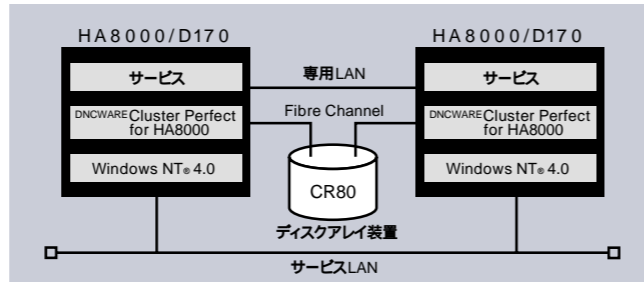 HA8000/D170
サービス
DNCWARE Cluster Perfect
for HA8000
Windows NT® 4.0
専用LAN
Fibre Channel
CR80
ディスクアレイ装置
HA8000/D170
サービス
DNCWARE Cluster Perfect
for HA8000
Windows NT® 4.0
サービスLAN